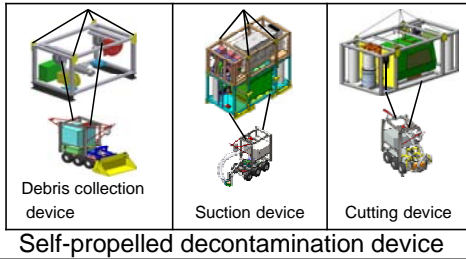 Debris collection
device
Suction device
Cutting device
Self-propelled decontamination device